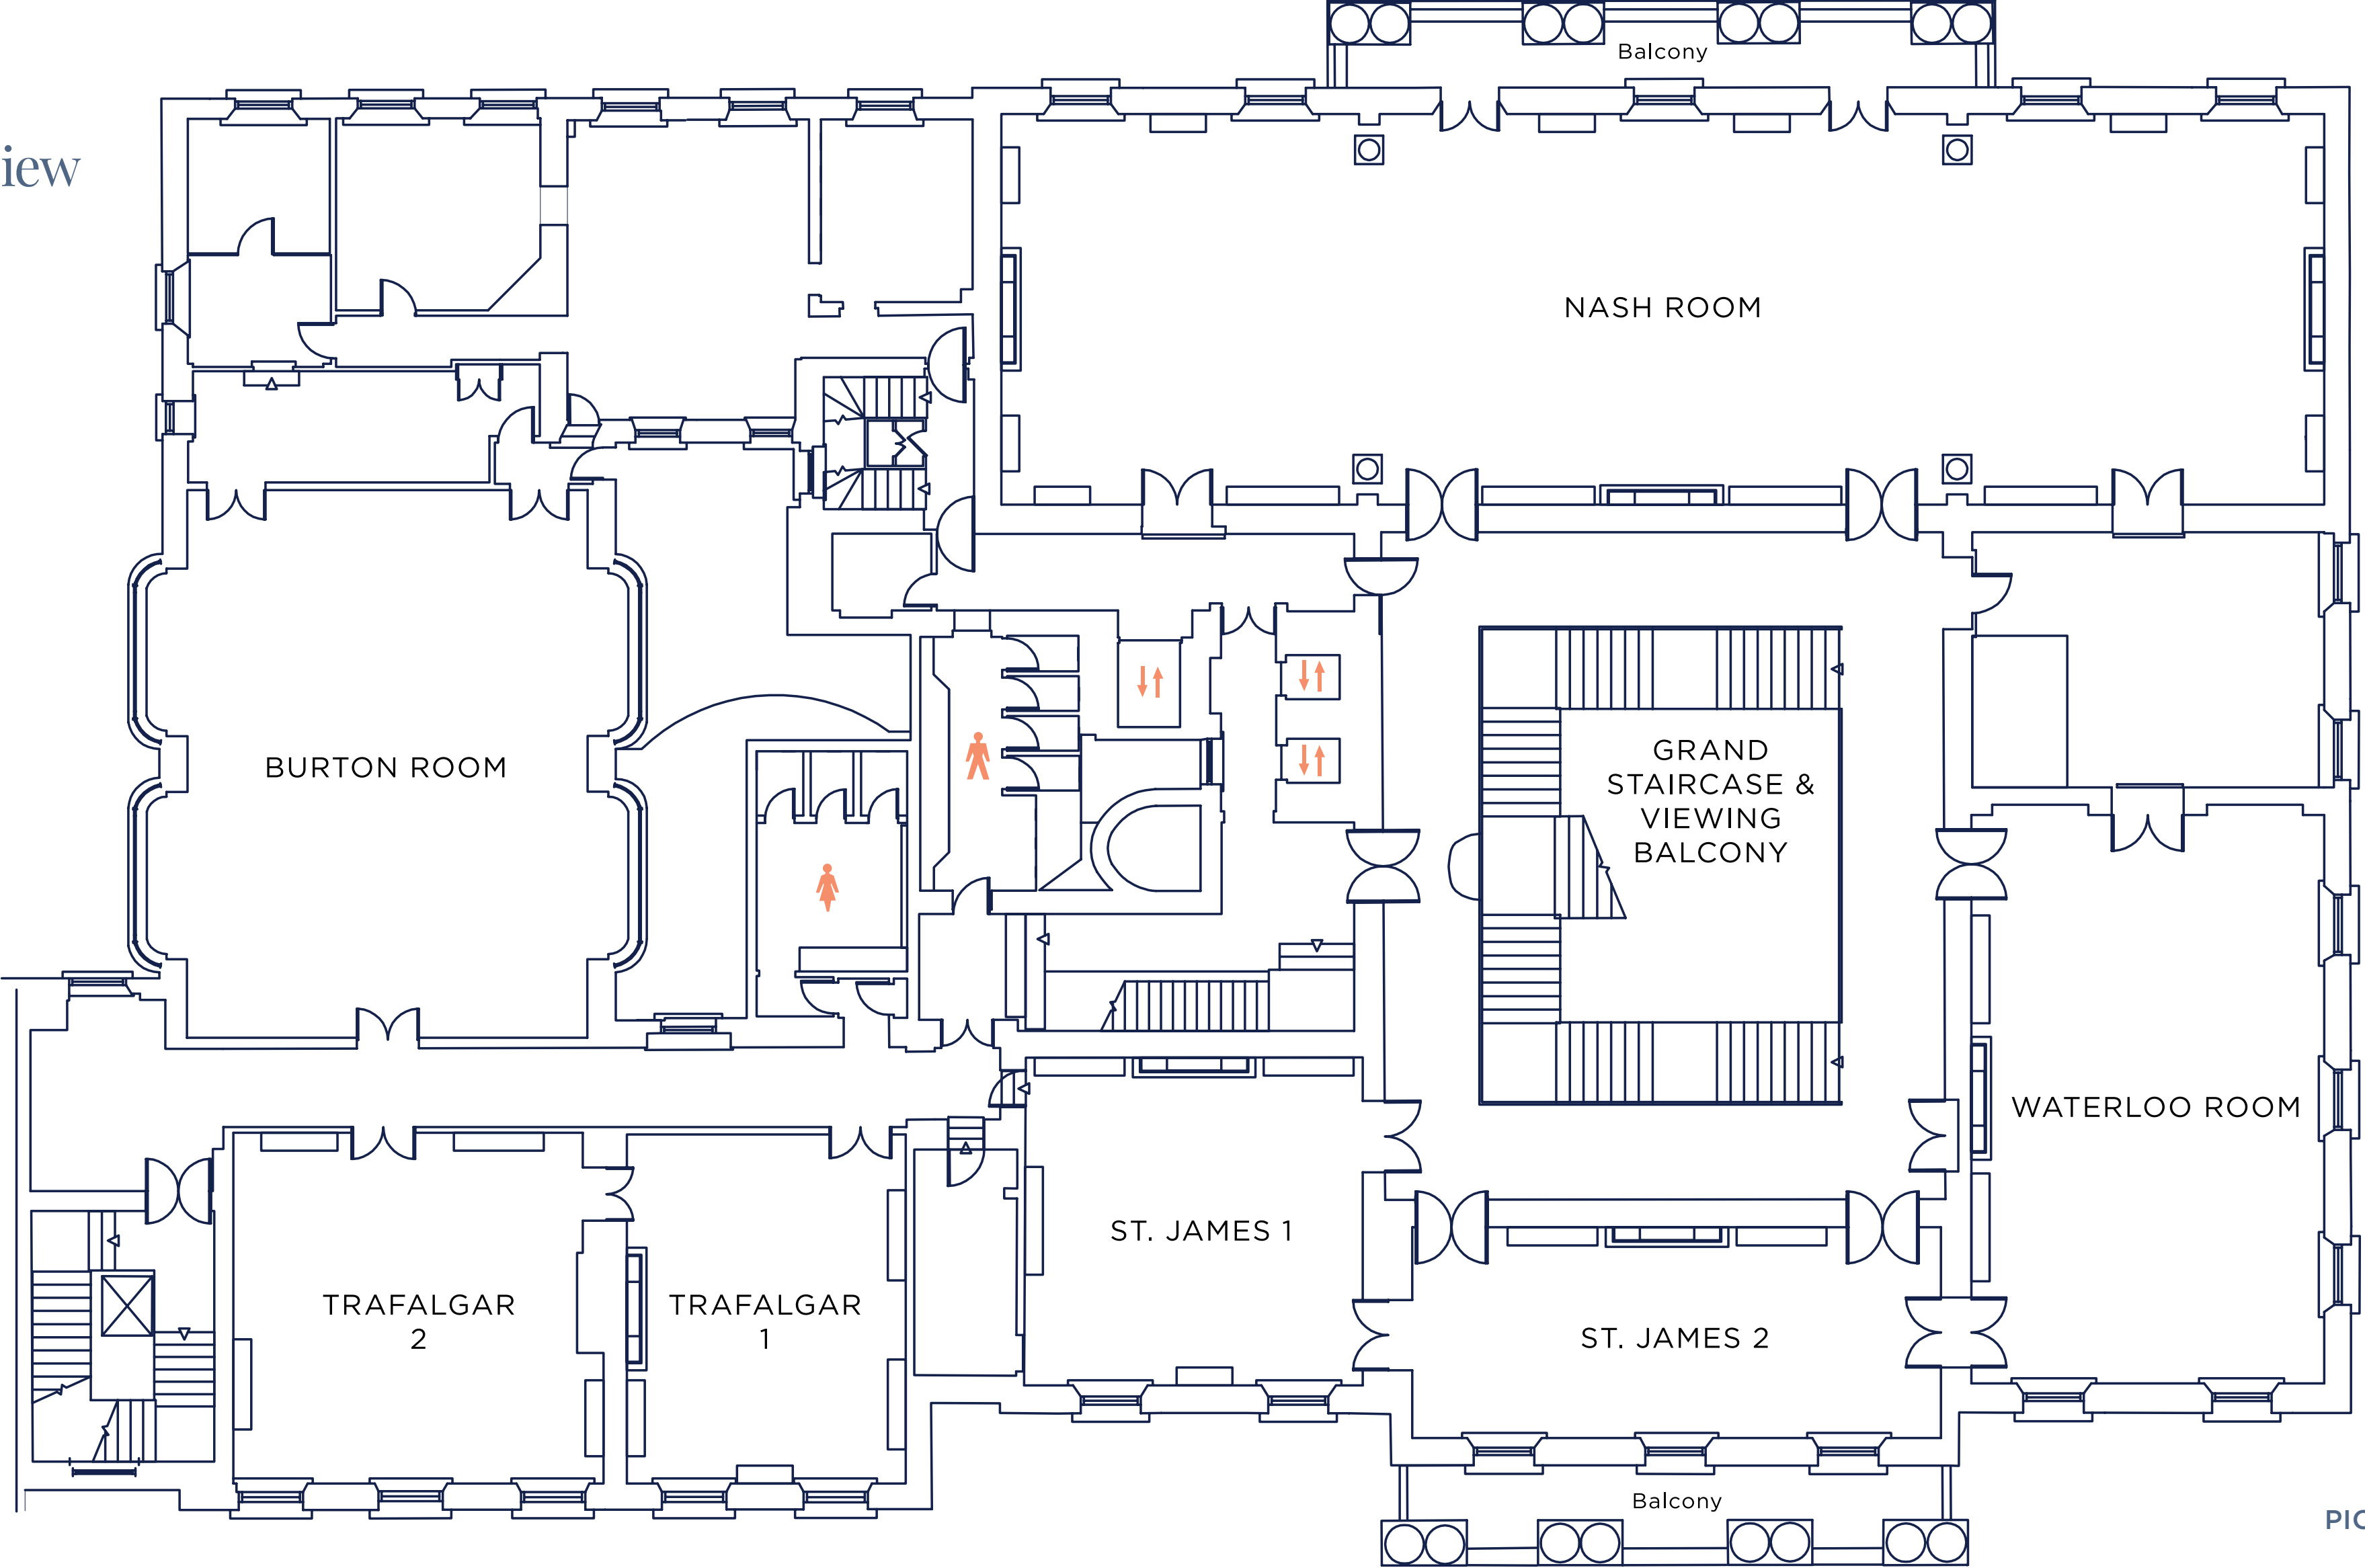 Balcony
iew
NASH ROOM
BURTON ROOM
GRAND
STAIRCASE &
VIEWING
BALCONY
WATERLOO ROOM
ST. JAMES 1
TRAFALGAR
2
TRAFALGAR
1
ST. JAMES 2
Balcony
PIC